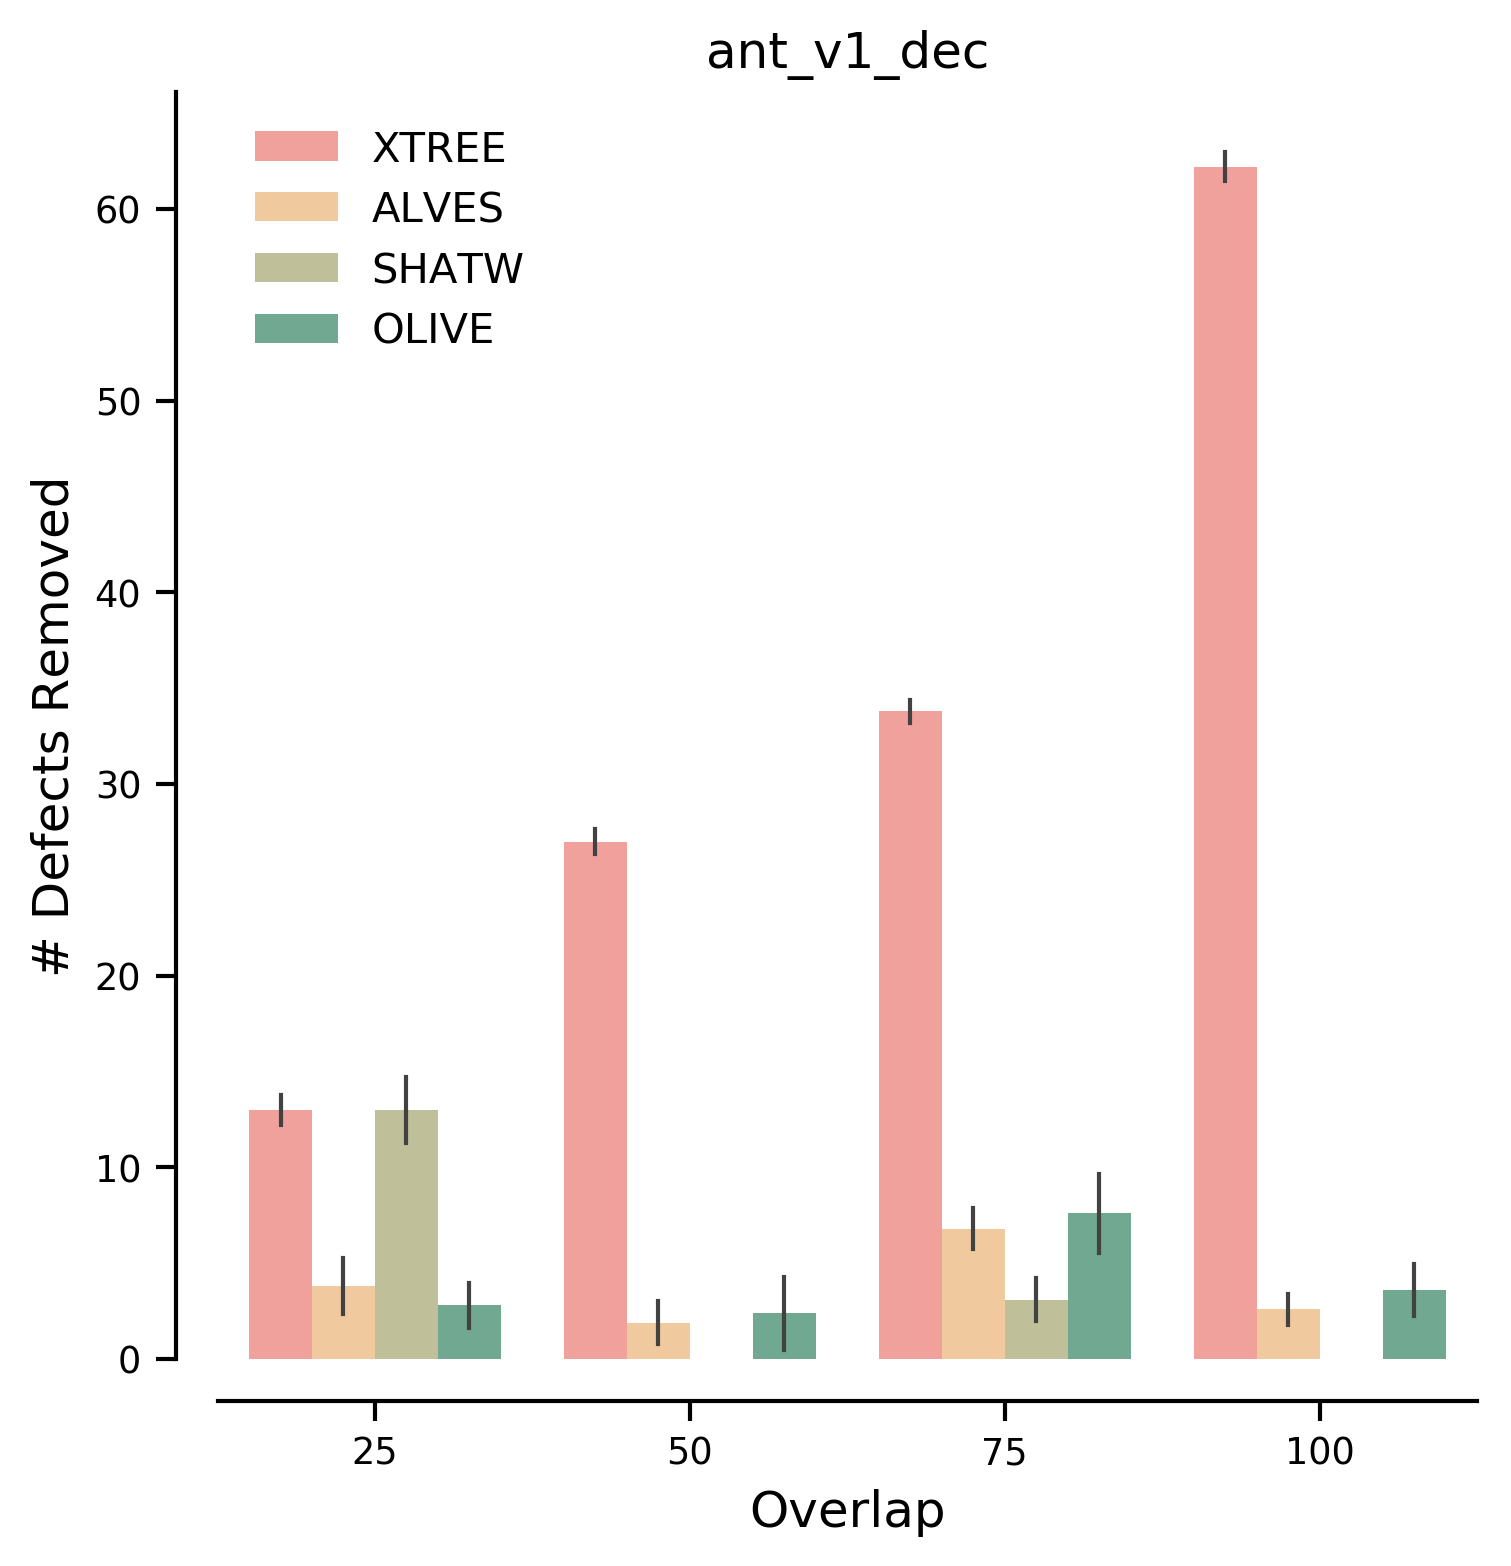 ant_v1_dec
XTREE
ALVES
SHATW
OLIVE
60
50
40
30
20
10
0
# Defects Removed
25 50 75 100
Overlap